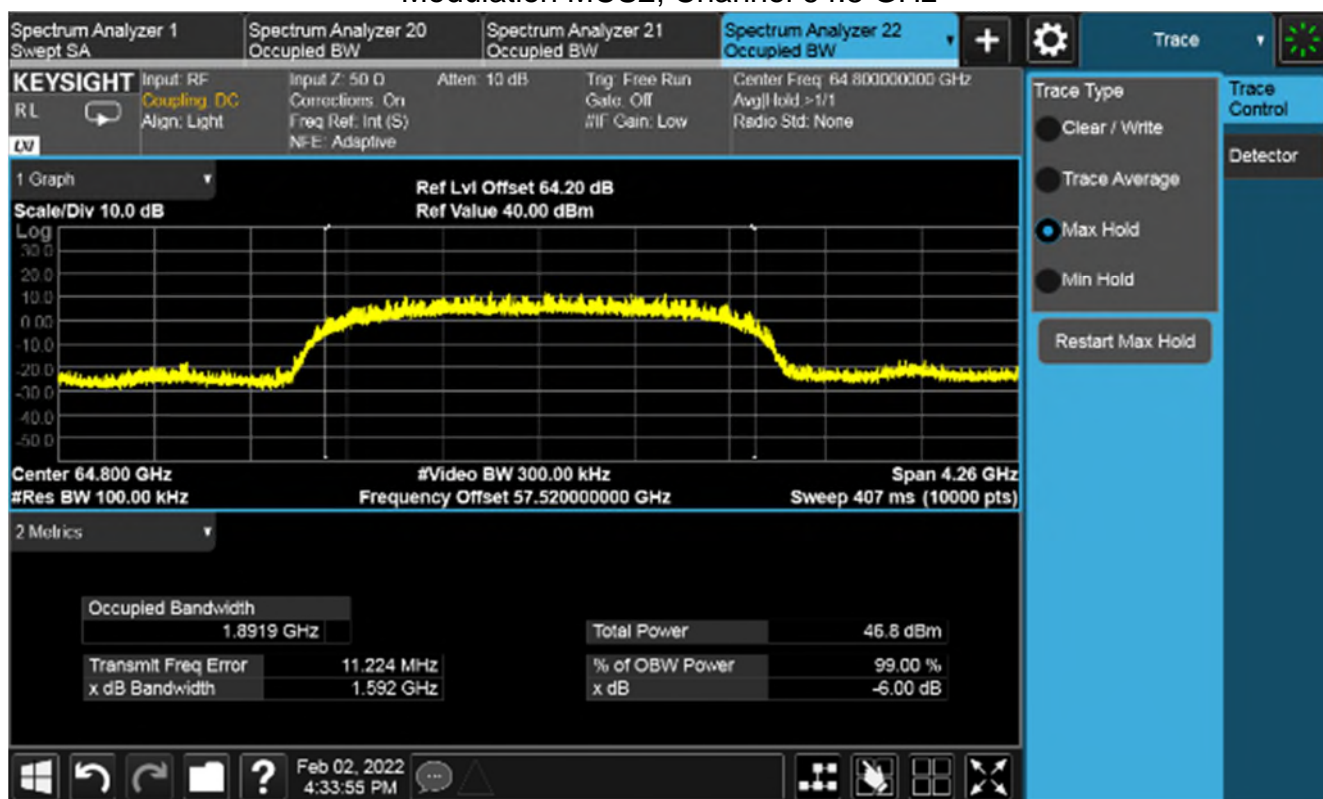 Modulation MCS2, Channel 64.8 GHz
Spectrum Analyzer 1
Swept SA
Spectrum Analyzer 20
Occupied BW
Spectrum Analyzer 21
Occupied BW
Spectrum Analyzer 22
Occupied BW
Trace
KEYSIGHT
RL
LXI
Input: RF
Coupling: DC
Align: Light
Input Z: 50 Ω
Corrections: On
Freq Ref: Int (S)
NFE: Adaptive
Atten: 10 dB
Trig: Free Run
Gate: Off
#IF Gain: Low
Center Freq: 64.800000000 GHz
Avg|Hold:>1/1
Radio Std: None
Trace Type
Clear / Write
Trace Average
Max Hold
Min Hold
Restart Max Hold
Trace
Control
Detector
1 Graph
Scale/Div 10.0 dB
Ref Lvl Offset 64.20 dB
Ref Value 40.00 dBm
Log
30.0
20.0
10.0
0.00
-10.0
-20.0
-30.0
-40.0
-50.0
Center 64.800 GHz
#Video BW 300.00 kHz
Span 4.26 GHz
#Res BW 100.00 kHz
Frequency Offset 57.520000000 GHz
Sweep 407 ms (10000 pts)
2 Metrics
Occupied Bandwidth
1.8919 GHz
Total Power 46.8 dBm
Transmit Freq Error 11.224 MHz
% of OBW Power 99.00 %
x dB Bandwidth 1.592 GHz
x dB -6.00 dB
?
Feb 02, 2022
4:33:55 PM